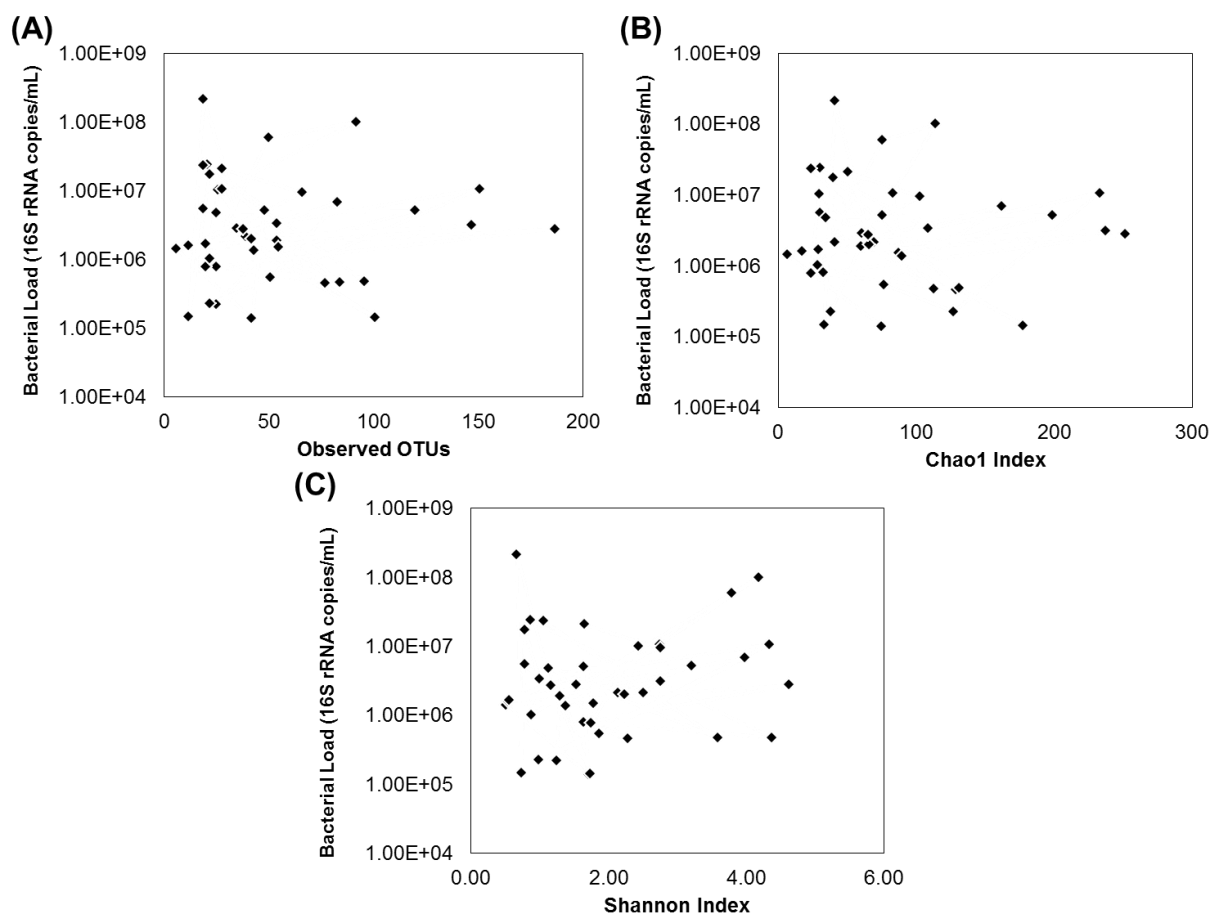 (A)
Bacterial Load (16S rRNA copies/mL)
1.00E+09
1.00E+08
1.00E+07
1.00E+06
1.00E+05
1.00E+04
0 50 100 150 200
Observed OTUs
(B)
Bacterial Load (16S rRNA copies/mL)
1.00E+09
1.00E+08
1.00E+07
1.00E+06
1.00E+05
1.00E+04
0 100 200 300
Chao1 Index
(C)
Bacterial Load (16S rRNA copies/mL)
1.00E+09
1.00E+08
1.00E+07
1.00E+06
1.00E+05
1.00E+04
0.00 2.00 4.00 6.00
Shannon Index